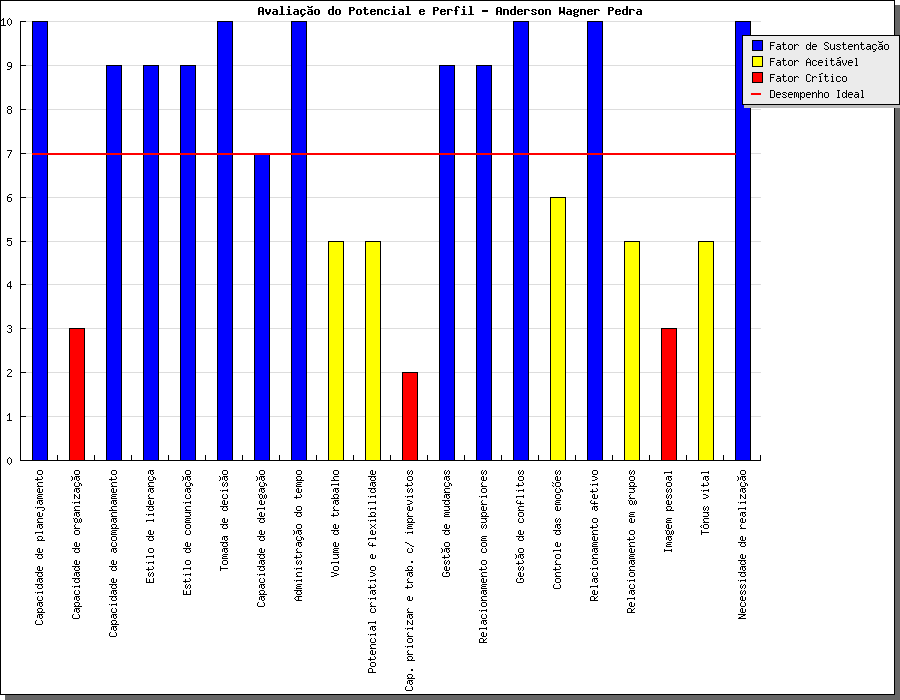 Avaliação do Potencial e Perfil - Anderson Wagner Pedra
10
9
8
7
6
5
4
3
2
1
0
Fator de Sustentação
Fator Aceitável
Fator Crítico
Desempenho Ideal
Capacidade de planejamento
Capacidade de organização
Capacidade de acompanhamento
Estilo de liderança
Estilo de comunicação
Tomada de decisão
Capacidade de delegação
Administração do tempo
Volume de trabalho
Potencial criativo e flexibilidade
Cap. priorizar e trab. c/ imprevistos
Gestão de mudanças
Relacionamento com superiores
Gestão de conflitos
Controle das emoções
Relacionamento afetivo
Relacionamento em grupos
Imagem pessoal
Tônus vital
Necessidade de realização